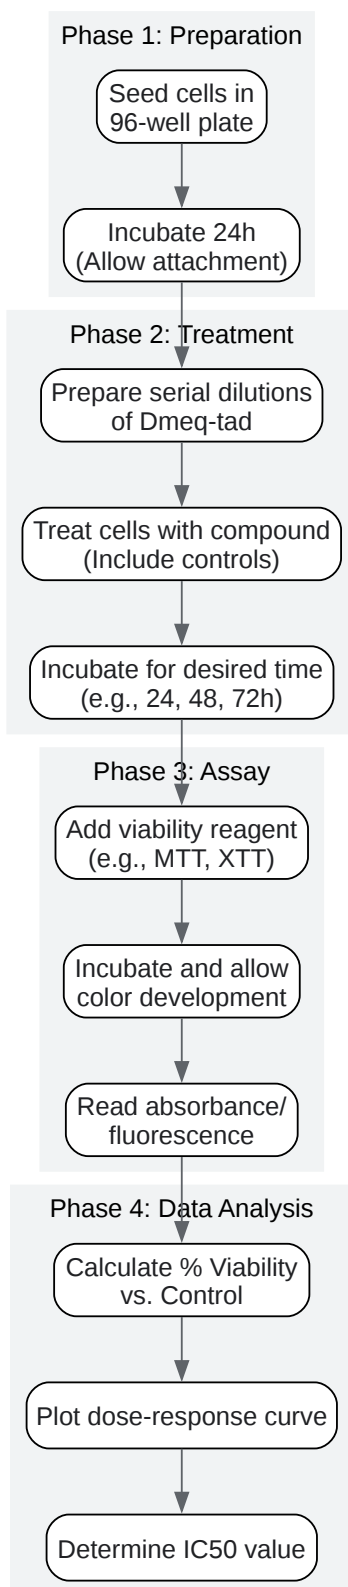 Phase 1: Preparation
Seed cells in
96-well plate
Incubate 24h
(Allow attachment)
Phase 2: Treatment
Prepare serial dilutions
of Dmeq-tad
Treat cells with compound
(Include controls)
Incubate for desired time
(e.g., 24, 48, 72h)
Phase 3: Assay
Add viability reagent
(e.g., MTT, XTT)
Incubate and allow
color development
Read absorbance/
fluorescence
Phase 4: Data Analysis
Calculate % Viability
vs. Control
Plot dose-response curve
Determine IC50 value